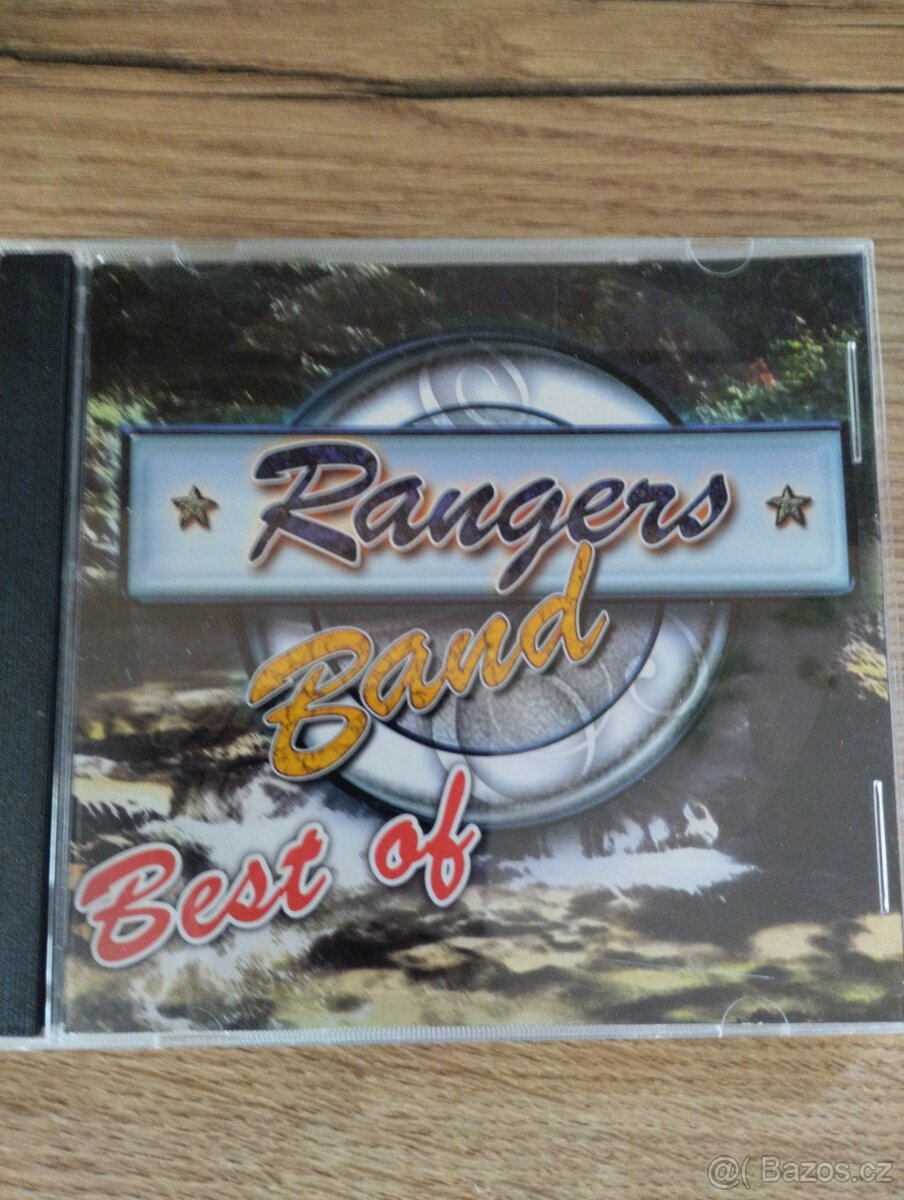 Rangers
Band
Best of
@( Bazos.cz